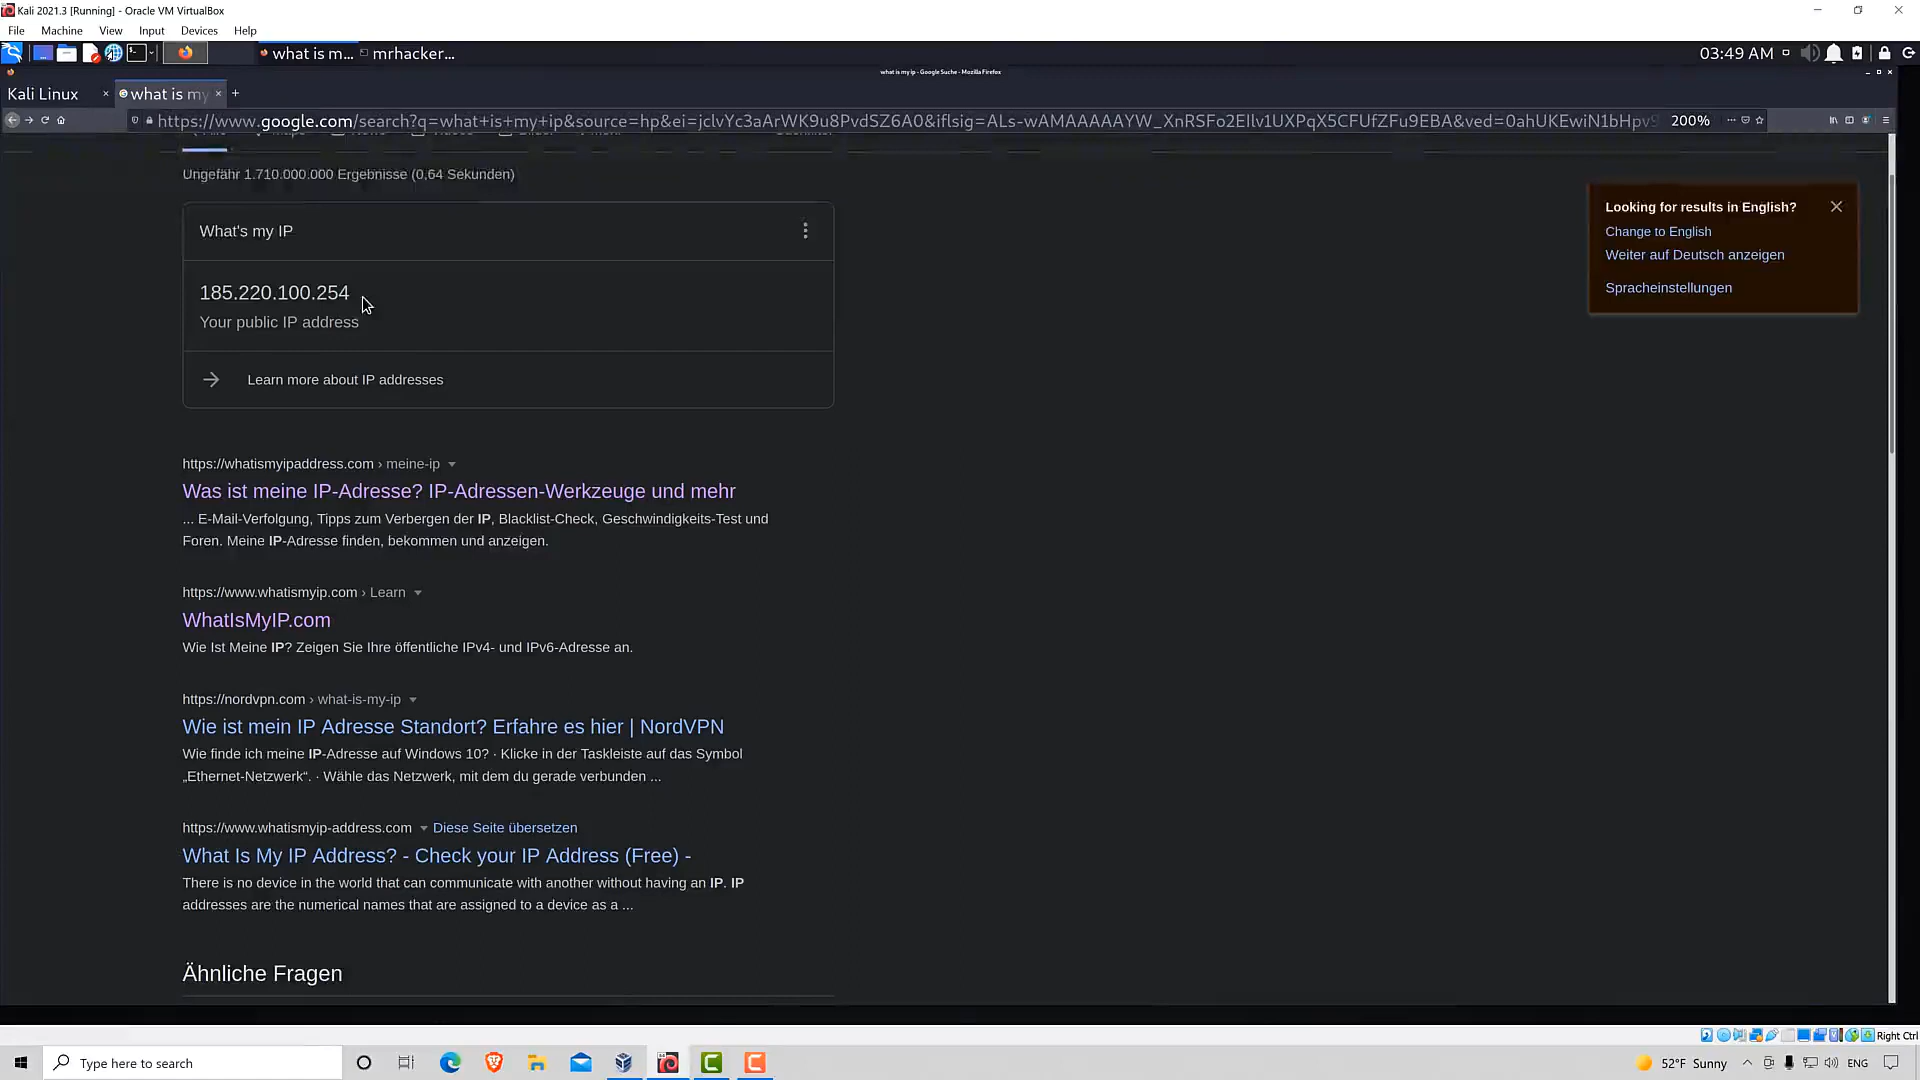 Kali 2021.3 [Running] - Oracle VM VirtualBox
File Machine View Input Devices Help
what is m... mrhacker... 03:49 AM
what is my ip - Google Suche - Mozilla Firefox
Kali Linux × what is my × +
https://www.google.com/search?q=what+is+my+ip&source=hp&ei=jclvYc3aArWK9u8PvdSZ6A0&iflsig=ALs-wAMAAAAAYW_XnRSFo2EIlv1UXPqX5CFUfZFu9EBA&ved=0ahUKEwiN1bHpv9 200%
Ungefähr 1.710.000.000 Ergebnisse (0,64 Sekunden)
What's my IP
185.220.100.254
Your public IP address
Learn more about IP addresses
Looking for results in English?
Change to English
Weiter auf Deutsch anzeigen
Spracheinstellungen
https://whatismyipaddress.com › meine-ip
Was ist meine IP-Adresse? IP-Adressen-Werkzeuge und mehr
... E-Mail-Verfolgung, Tipps zum Verbergen der IP, Blacklist-Check, Geschwindigkeits-Test und
Foren. Meine IP-Adresse finden, bekommen und anzeigen.
https://www.whatismyip.com › Learn
WhatIsMyIP.com
Wie Ist Meine IP? Zeigen Sie Ihre öffentliche IPv4- und IPv6-Adresse an.
https://nordvpn.com › what-is-my-ip
Wie ist mein IP Adresse Standort? Erfahre es hier | NordVPN
Wie finde ich meine IP-Adresse auf Windows 10? · Klicke in der Taskleiste auf das Symbol
„Ethernet-Netzwerk“. · Wähle das Netzwerk, mit dem du gerade verbunden ...
https://www.whatismyip-address.com Diese Seite übersetzen
What Is My IP Address? - Check your IP Address (Free) -
There is no device in the world that can communicate with another without having an IP. IP
addresses are the numerical names that are assigned to a device as a ...
Ähnliche Fragen
Right Ctrl
Type here to search 52°F Sunny ENG